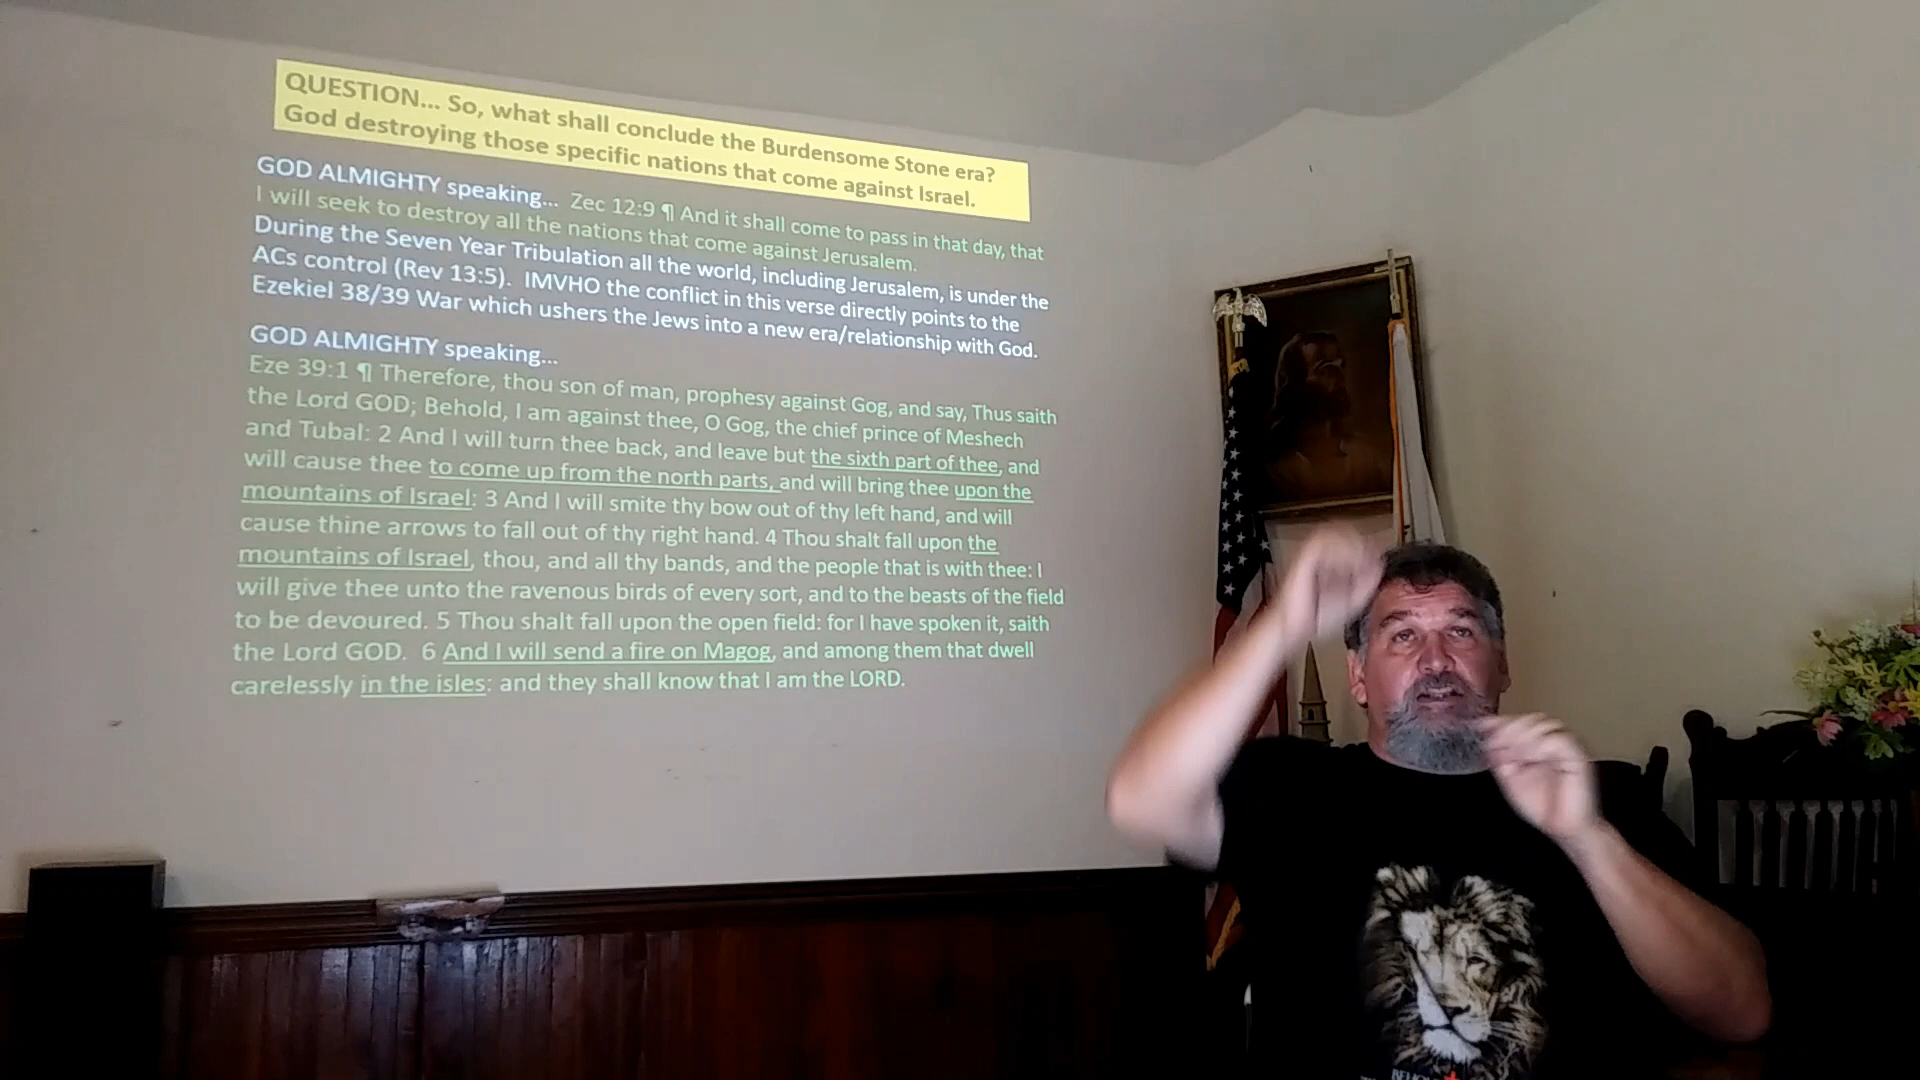 QUESTION... So, what shall conclude the Burdensome Stone era?
God destroying those specific nations that come against Israel.
GOD ALMIGHTY speaking... Zec 12:9 ¶ And it shall come to pass in that day, that
I will seek to destroy all the nations that come against Jerusalem.
During the Seven Year Tribulation all the world, including Jerusalem, is under the
ACs control (Rev 13:5). IMVHO the conflict in this verse directly points to the
Ezekiel 38/39 War which ushers the Jews into a new era/relationship with God.
GOD ALMIGHTY speaking...
Eze 39:1 ¶ Therefore, thou son of man, prophesy against Gog, and say, Thus saith
the Lord GOD; Behold, I am against thee, O Gog, the chief prince of Meshech
and Tubal: 2 And I will turn thee back, and leave but the sixth part of thee, and
will cause thee to come up from the north parts, and will bring thee upon the
mountains of Israel: 3 And I will smite thy bow out of thy left hand, and will
cause thine arrows to fall out of thy right hand. 4 Thou shalt fall upon the
mountains of Israel, thou, and all thy bands, and the people that is with thee: I
will give thee unto the ravenous birds of every sort, and to the beasts of the field
to be devoured. 5 Thou shalt fall upon the open field: for I have spoken it, saith
the Lord GOD. 6 And I will send a fire on Magog, and among them that dwell
carelessly in the isles: and they shall know that I am the LORD.